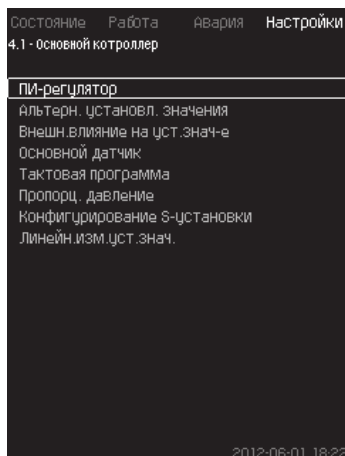 Состояние Работа Авария Настройки
4.1 - Основной котроллер
ПИ-регулятор
Альтерн. установл. значения
Внешн.влияние на уст.знач-е
Основной датчик
Тактовая программа
Пропорц. давление
Конфигурирование S-установки
Линейн.изм.уст.знач.
2012-06-01 18:22